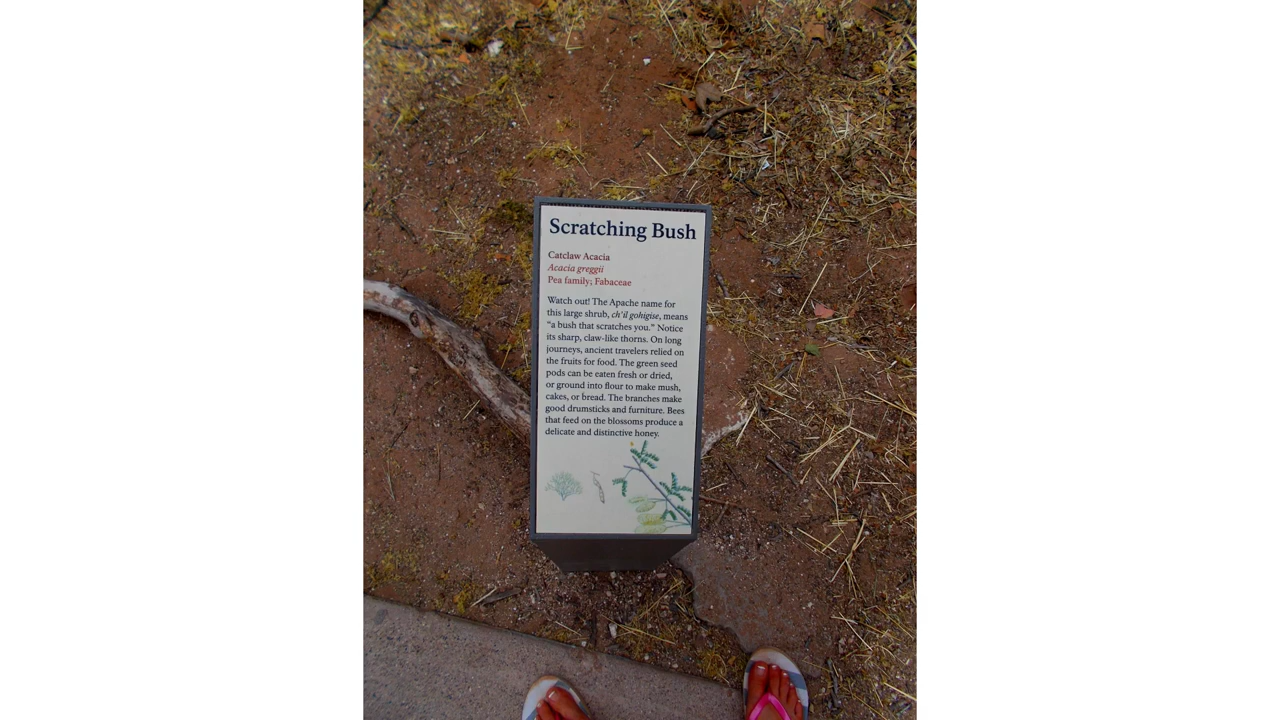 Scratching Bush
Catclaw Acacia
Acacia greggii
Pea family; Fabaceae
Watch out! The Apache name for
this large shrub, ch'il gohigise, means
“a bush that scratches you.” Notice
its sharp, claw-like thorns. On long
journeys, ancient travelers relied on
the fruits for food. The green seed
pods can be eaten fresh or dried,
or ground into flour to make mush,
cakes, or bread. The branches make
good drumsticks and furniture. Bees
that feed on the blossoms produce a
delicate and distinctive honey.